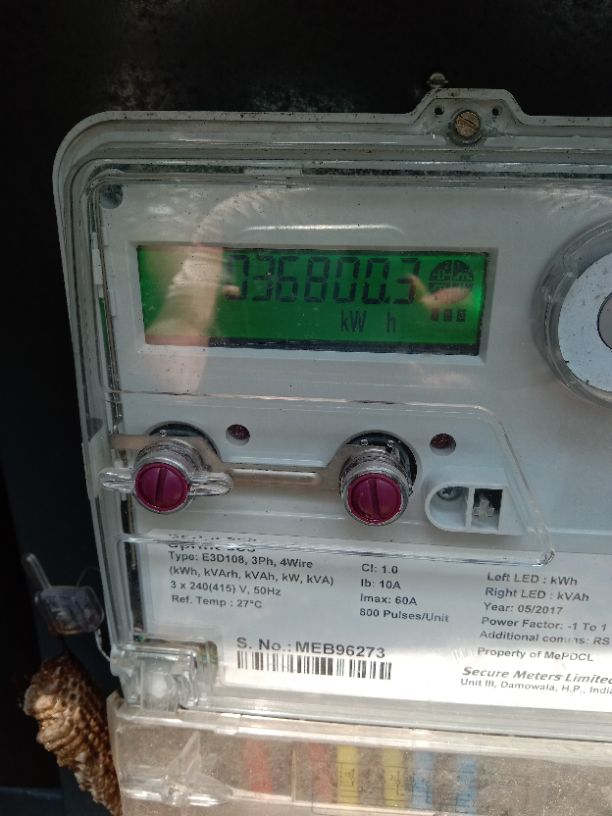 036800.3
kW h
Type: E3D108, 3Ph, 4Wire
(kWh, kVArh, kVAh, kW, kVA)
3 x 240(415) V, 50Hz
Ref. Temp : 27°C
Cl: 1.0
Ib: 10A
Imax: 60A
800 Pulses/Unit
Left LED : kWh
Right LED : kVAh
Year: 05/2017
Power Factor: -1 To 1
Additional comms: RS
Property of MePDCL
S. No.: MEB96273
Secure Meters Limited
Unit III, Damowala, H.P., India